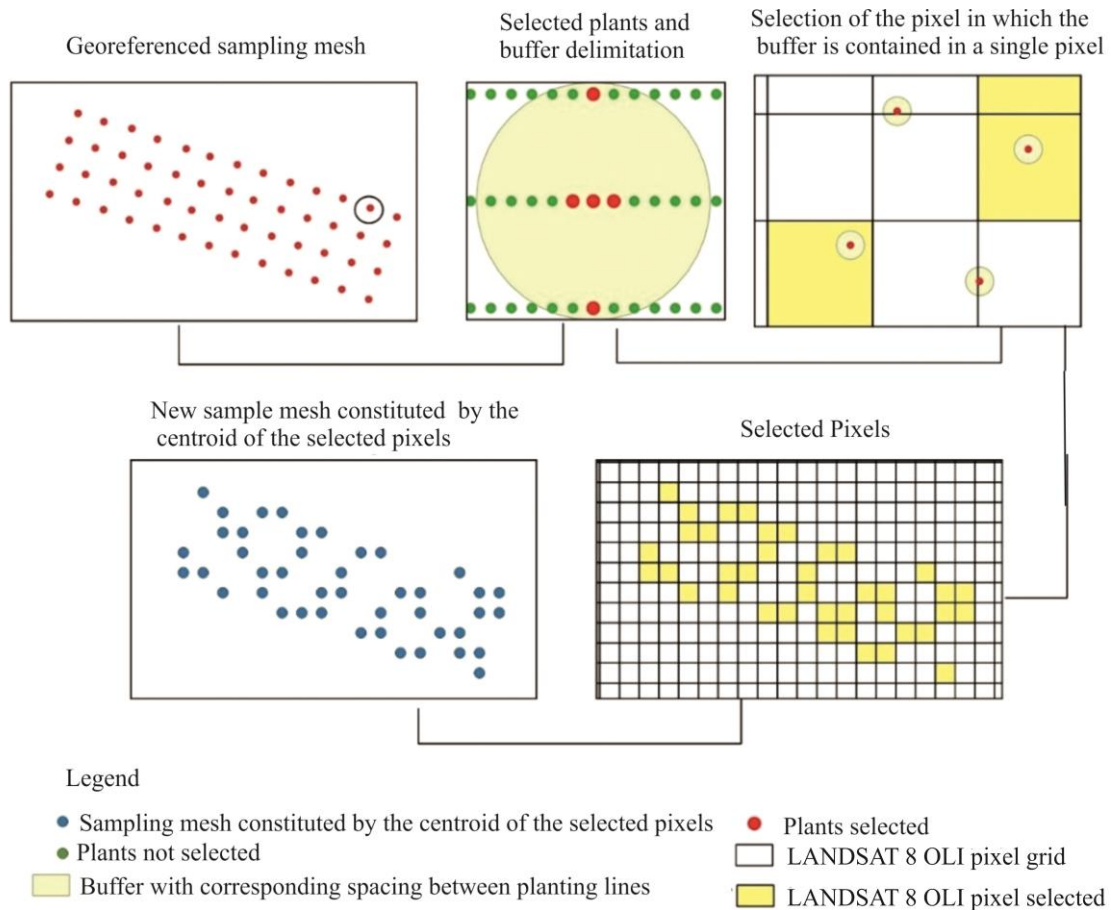 Georeferenced sampling mesh
Selected plants and
buffer delimitation
Selection of the pixel in which the
buffer is contained in a single pixel
New sample mesh constituted by the
centroid of the selected pixels
Selected Pixels
Legend
Sampling mesh constituted by the centroid of the selected pixels
Plants not selected
Buffer with corresponding spacing between planting lines
Plants selected
LANDSAT 8 OLI pixel grid
LANDSAT 8 OLI pixel selected